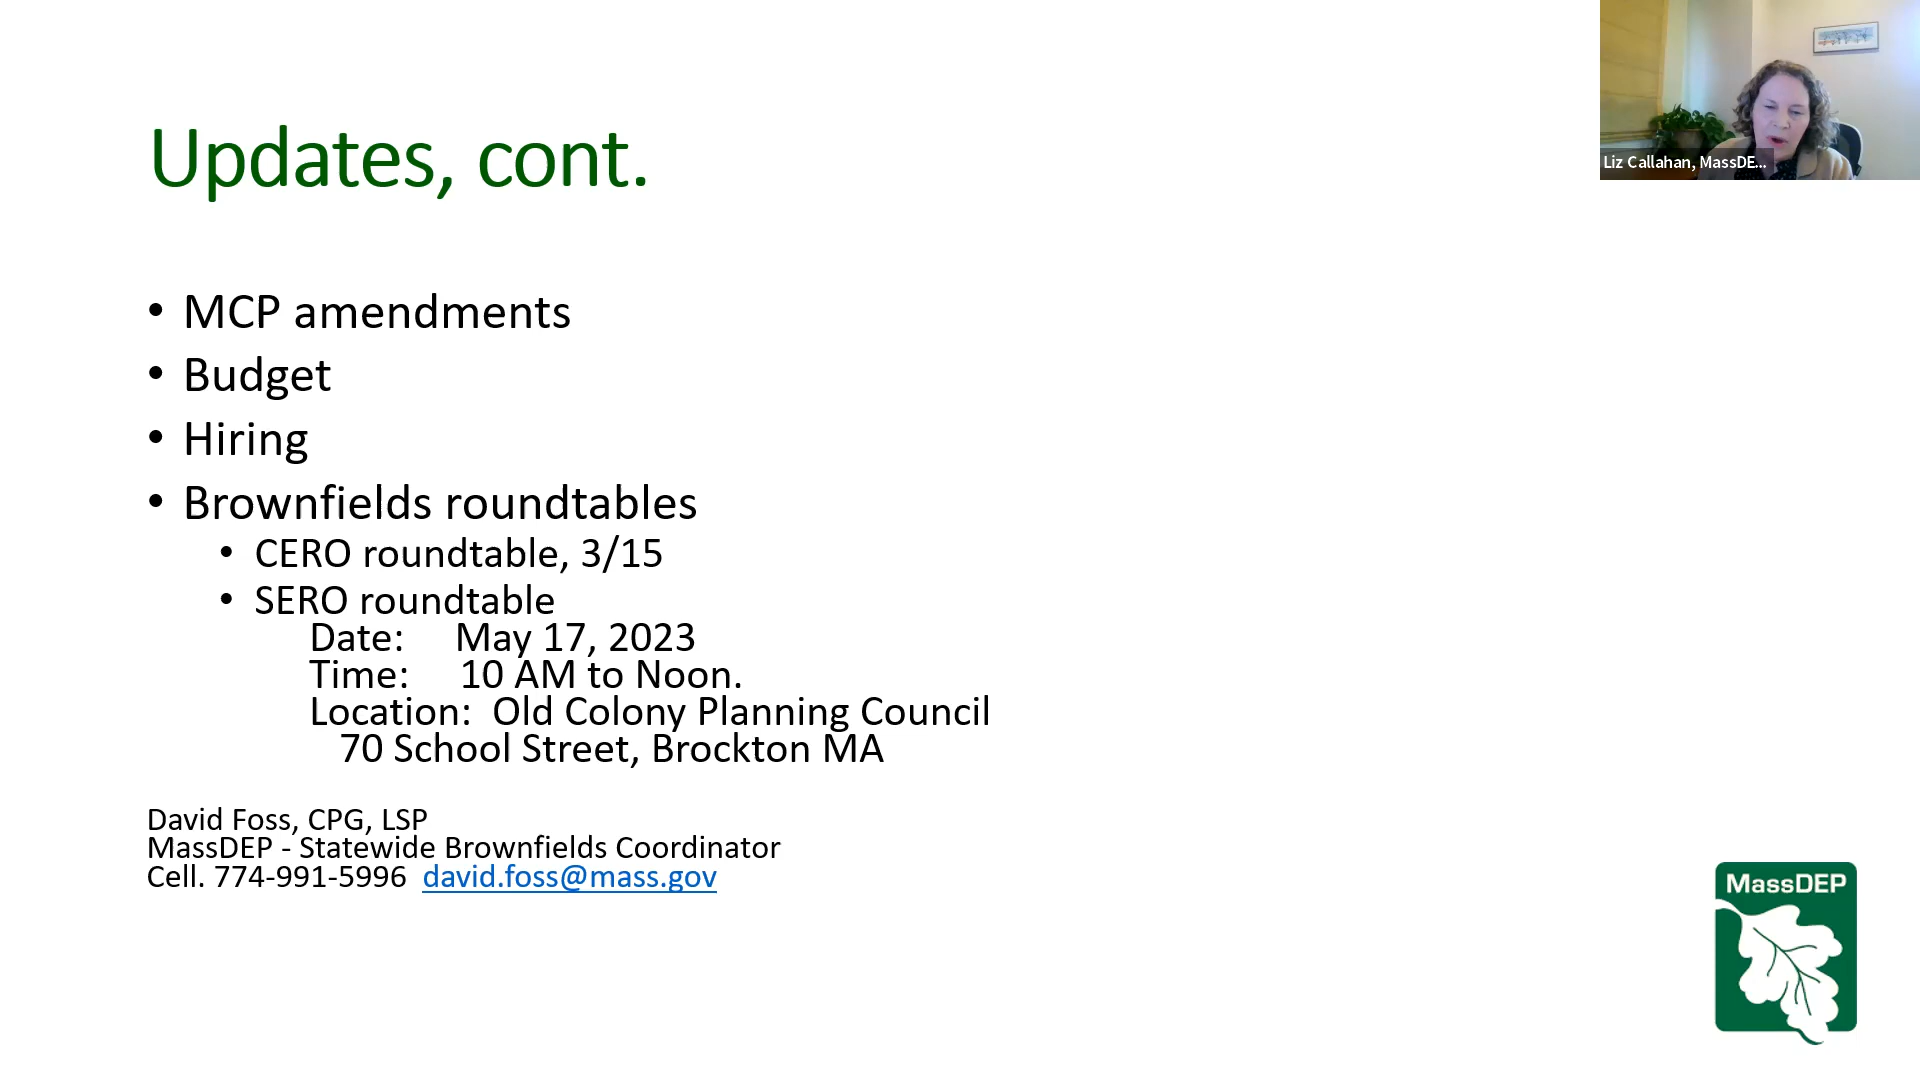 Updates, cont.
• MCP amendments
• Budget
• Hiring
• Brownfields roundtables
• CERO roundtable, 3/15
• SERO roundtable
Date: May 17, 2023
Time: 10 AM to Noon.
Location: Old Colony Planning Council
70 School Street, Brockton MA
David Foss, CPG, LSP
MassDEP - Statewide Brownfields Coordinator
Cell. 774-991-5996 david.foss@mass.gov
Liz Callahan, MassDE...
MassDEP